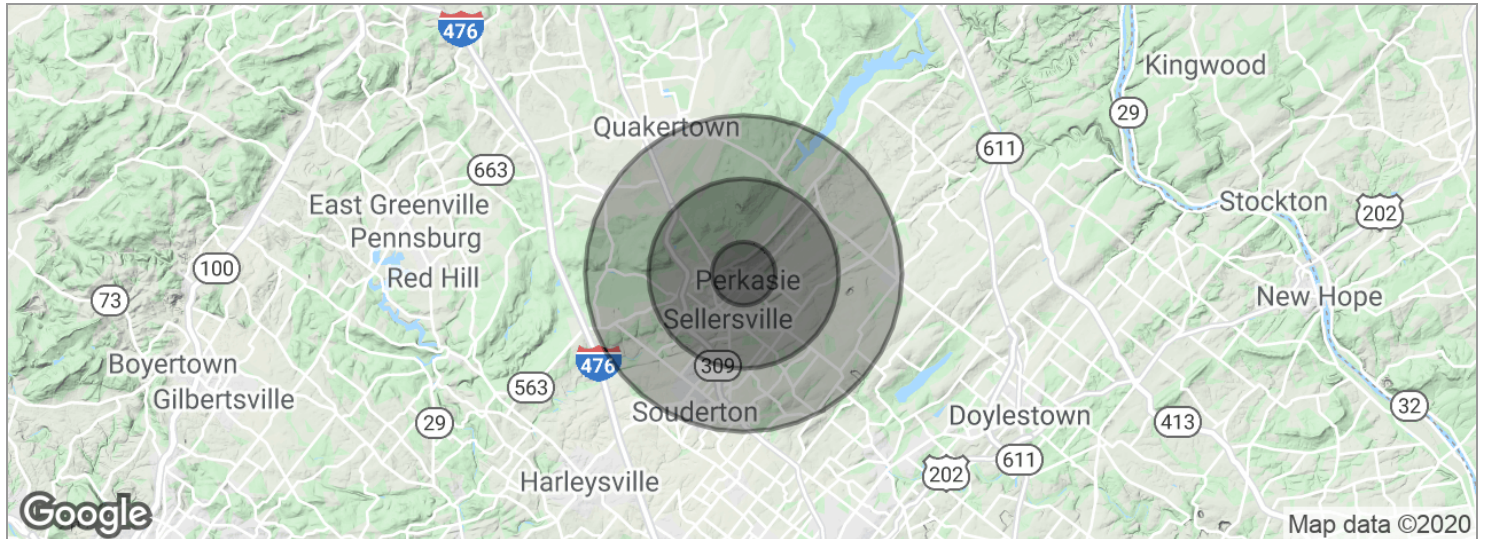 476
Kingwood
29
Quakertown
611
663
Stockton
202
East Greenville
Pennsburg
100
Red Hill
Perkasie
73
New Hope
Sellersville
Boyertown
476
309
563
Gilbertsville
32
Souderton
Doylestown
29
413
611
202
Harleysville
Google
Map data ©2020